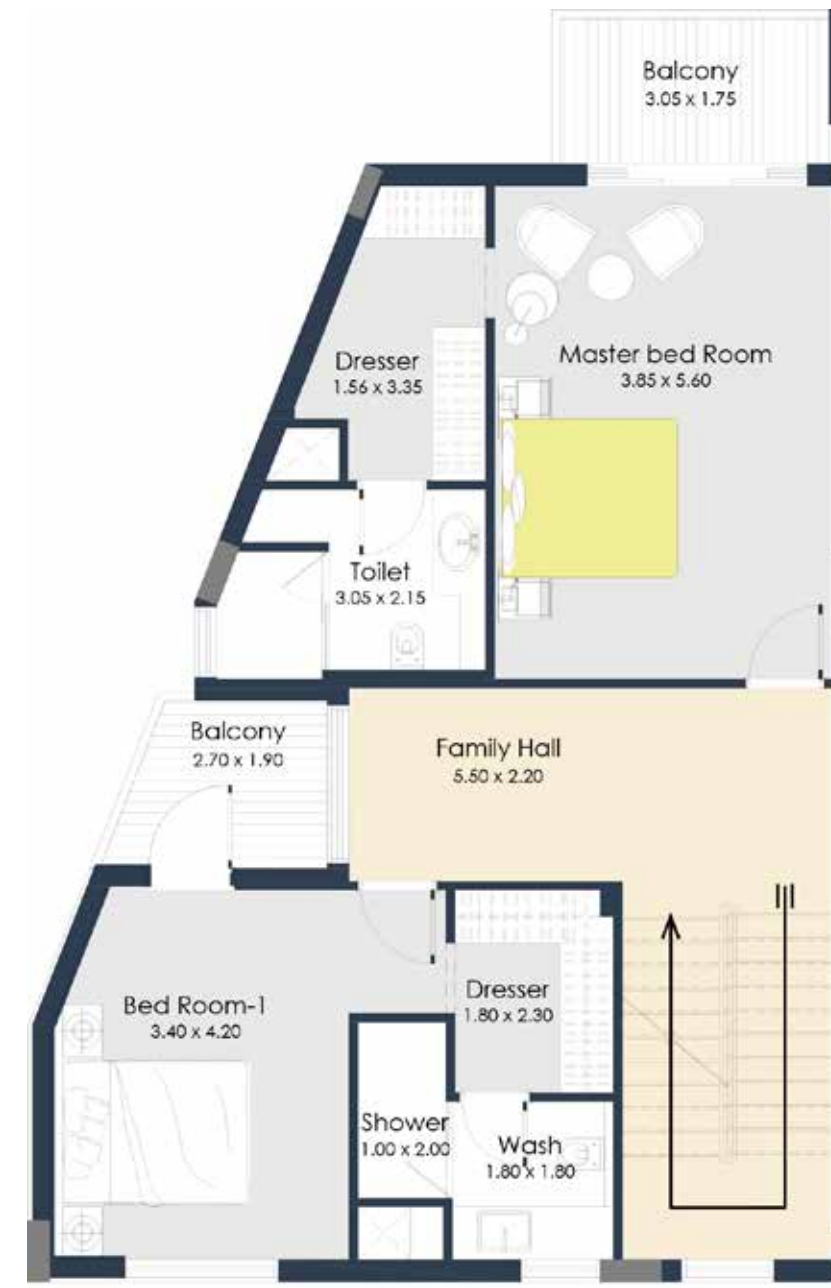 Balcony
3.05 x 1.75
Dresser
1.56 x 3.35
Master bed Room
3.85 x 5.60
Toilet
3.05 x 2.15
Balcony
2.70 x 1.90
Family Hall
5.50 x 2.20
Bed Room-1
3.40 x 4.20
Dresser
1.80 x 2.30
Shower
1.00 x 2.00
Wash
1.80 x 1.80